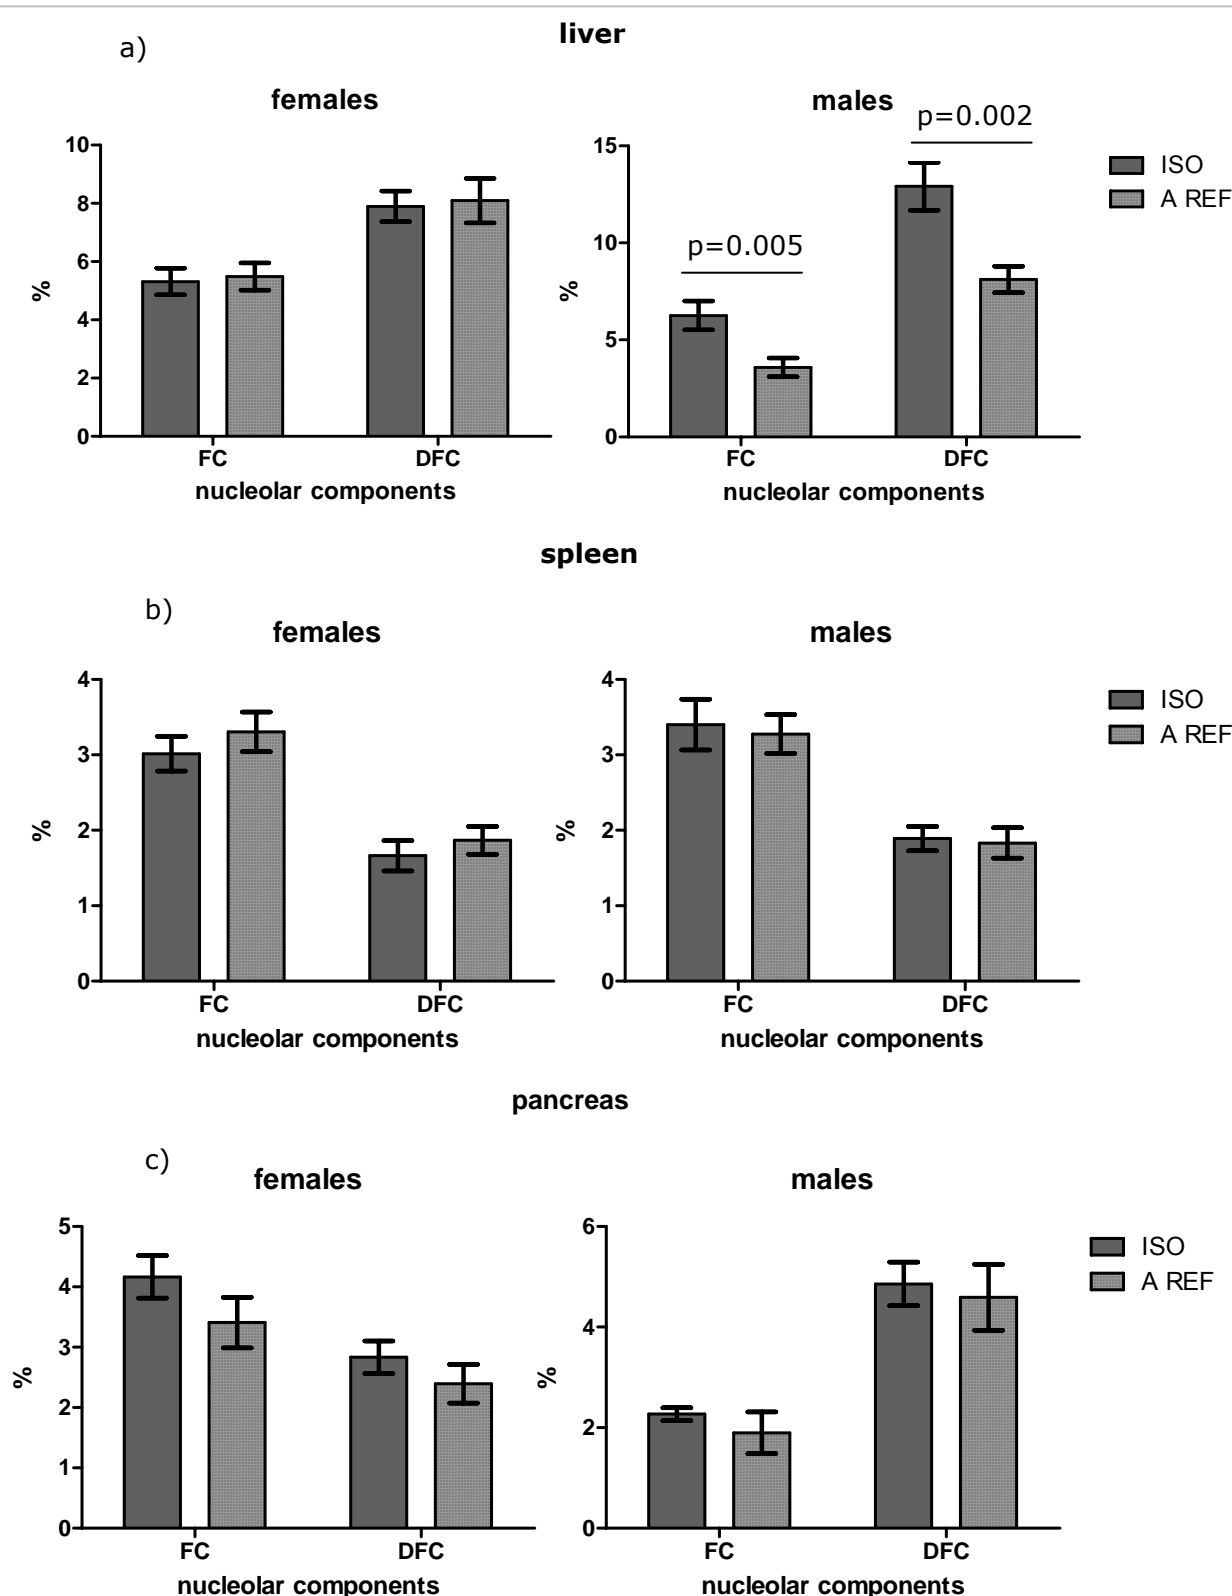 liver
a)
females
males
p=0.005
p=0.002
ISO
A REF
%
10
8
6
4
2
0
FC
DFC
nucleolar components
%
15
10
5
0
FC
DFC
nucleolar components
spleen
b)
females
males
ISO
A REF
%
4
3
2
1
0
FC
DFC
nucleolar components
%
4
3
2
1
0
FC
DFC
nucleolar components
pancreas
c)
females
males
ISO
A REF
%
5
4
3
2
1
0
FC
DFC
nucleolar components
%
6
4
2
0
FC
DFC
nucleolar components